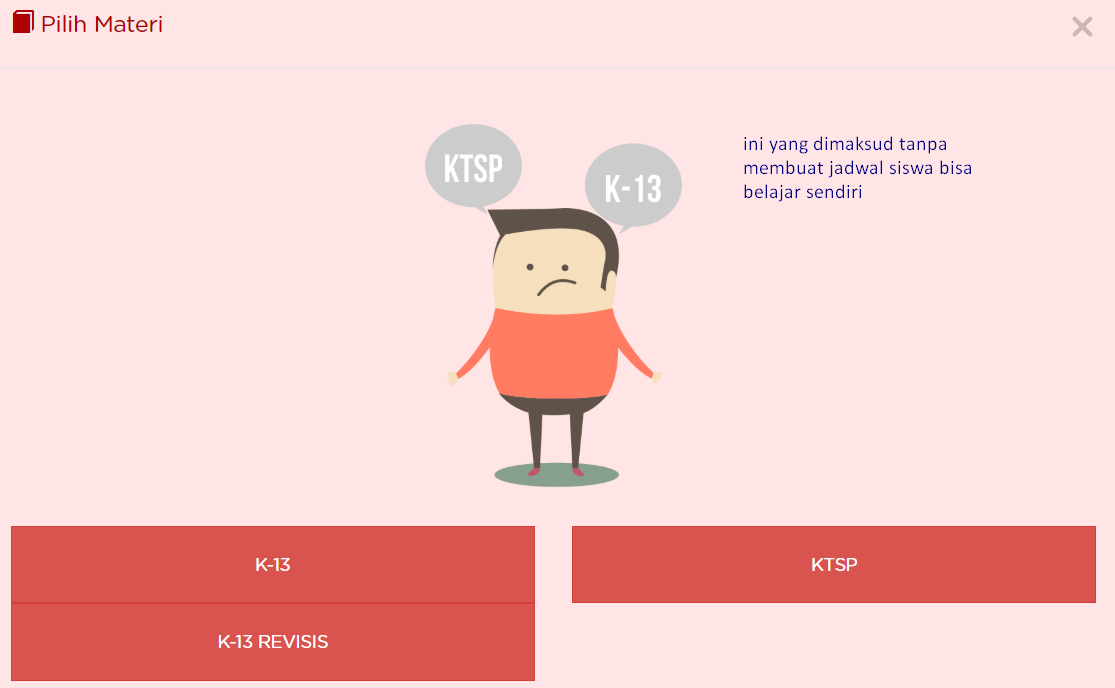 Pilih Materi
KTSP
K-13
ini yang dimaksud tanpa
membuat jadwal siswa bisa
belajar sendiri
K-13
KTSP
K-13 REVISIS